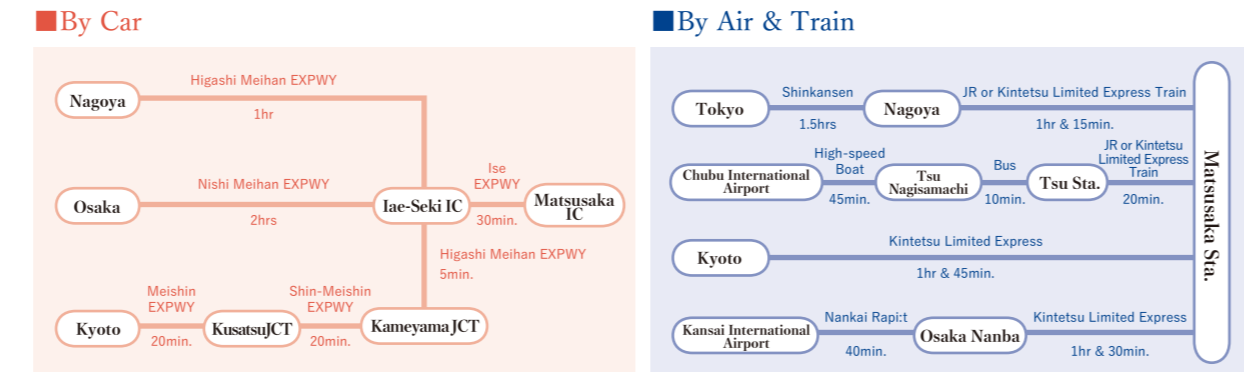 ■By Car
Higashi Meihan EXPWY
Nagoya
1hr
Nishi Meihan EXPWY
Osaka
2hrs
Iae-Seki IC
Ise
EXPWY
30min.
Matsusaka
IC
Higashi Meihan EXPWY
5min.
Meishin
EXPWY
Kyoto
20min.
KusatsuJCT
Shin-Meishin
EXPWY
20min.
Kameyama JCT
■By Air & Train
Tokyo
Shinkansen
1.5hrs
Nagoya
JR or Kintetsu Limited Express Train
1hr & 15min.
Chubu International
Airport
High-speed
Boat
45min.
Tsu
Nagisamachi
Bus
10min.
Tsu Sta.
JR or Kintetsu
Limited Express
Train
20min.
Kyoto
Kintetsu Limited Express
1hr & 45min.
Kansai International
Airport
Nankai Rapi:t
40min.
Osaka Nanba
Kintetsu Limited Express
1hr & 30min.
Matsusaka Sta.